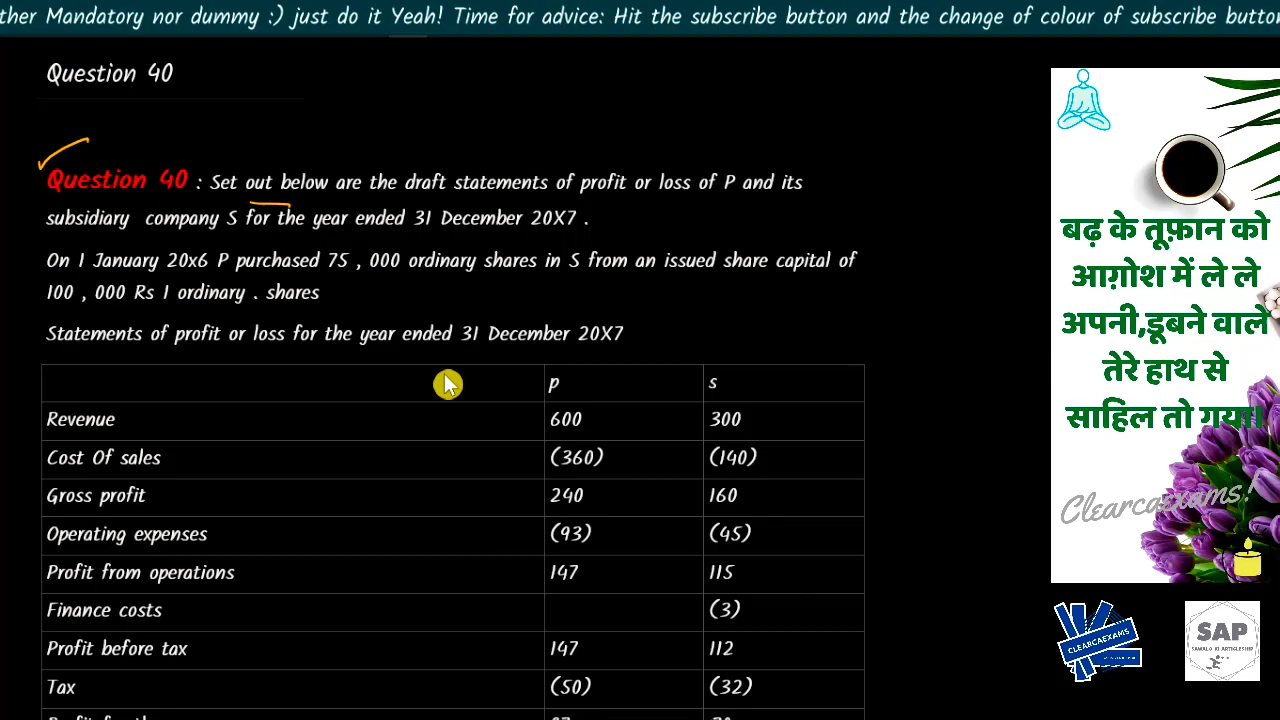 ther Mandatory nor dummy :) just do it Yeah! Time for advice: Hit the subscribe button and the change of colour of subscribe button
Question 40
Question 40 : Set out below are the draft statements of profit or loss of P and its
subsidiary company S for the year ended 31 December 20X7 .
On 1 January 20x6 P purchased 75 , 000 ordinary shares in S from an issued share capital of
100 , 000 Rs 1 ordinary . shares
Statements of profit or loss for the year ended 31 December 20X7
p s
Revenue 600 300
Cost Of sales (360) (140)
Gross profit 240 160
Operating expenses (93) (45)
Profit from operations 147 115
Finance costs (3)
Profit before tax 147 112
Tax (50) (32)
बढ़ के तूफ़ान को
आग़ोश में ले ले
अपनी,डूबने वाले
तेरे हाथ से
साहिल तो गया।
Clearcaexams!
CLEARCAEXAMS
SAP
SAWALO KI ARTICLESHIP